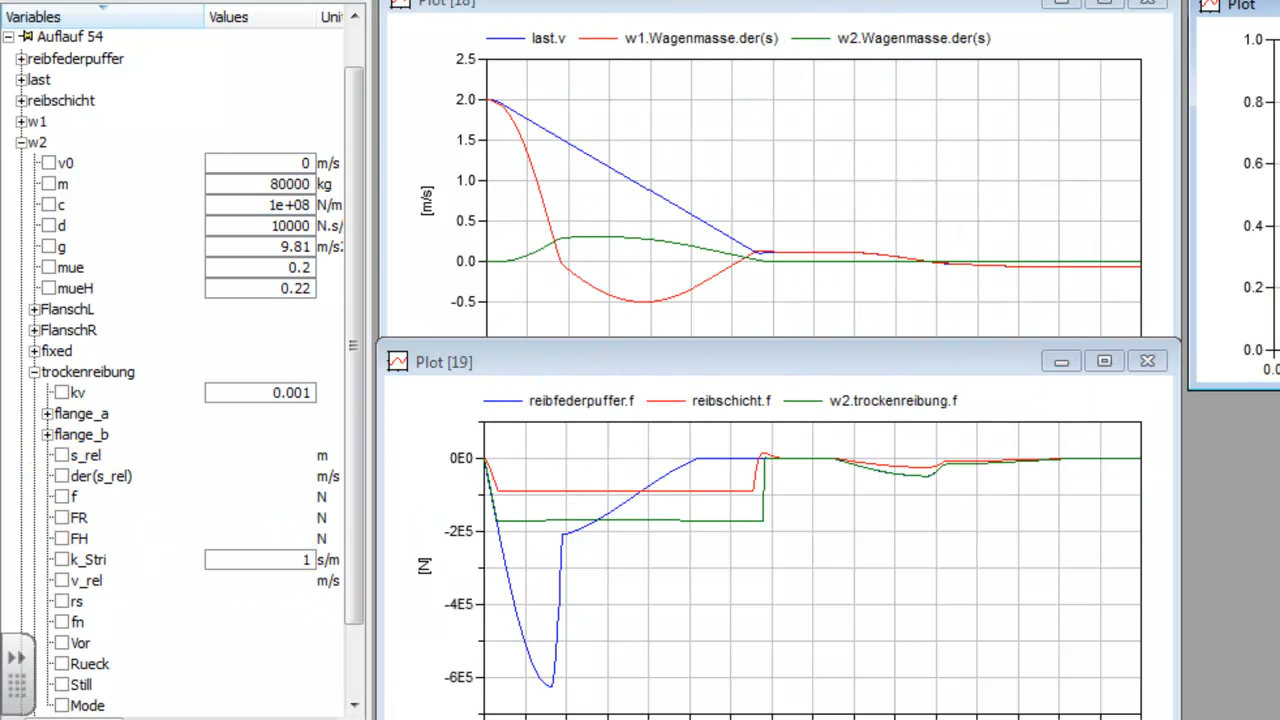 Variables Values Unit
Auflauf 54
reibfederpuffer
last
reibschicht
w1
w2
v0 0 m/s
m 80000 kg
c 1e+08 N/m
d 10000 N.s/
g 9.81 m/s2
mue 0.2
mueH 0.22
FlanschL
FlanschR
fixed
trockenreibung
kv 0.001
flange_a
flange_b
s_rel m
der(s_rel) m/s
f N
FR N
FH N
k_Stri 1 s/m
v_rel m/s
rs
fn
Vor
Rueck
Still
Mode
Plot [18]
last.v w1.Wagenmasse.der(s) w2.Wagenmasse.der(s)
2.5
2.0
1.5
1.0
0.5
0.0
-0.5
[m/s]
Plot [19]
reibfederpuffer.f reibschicht.f w2.trockenreibung.f
0E0
-2E5
-4E5
-6E5
[N]
Plot
1.0
0.8
0.6
0.4
0.2
0.0
0.0